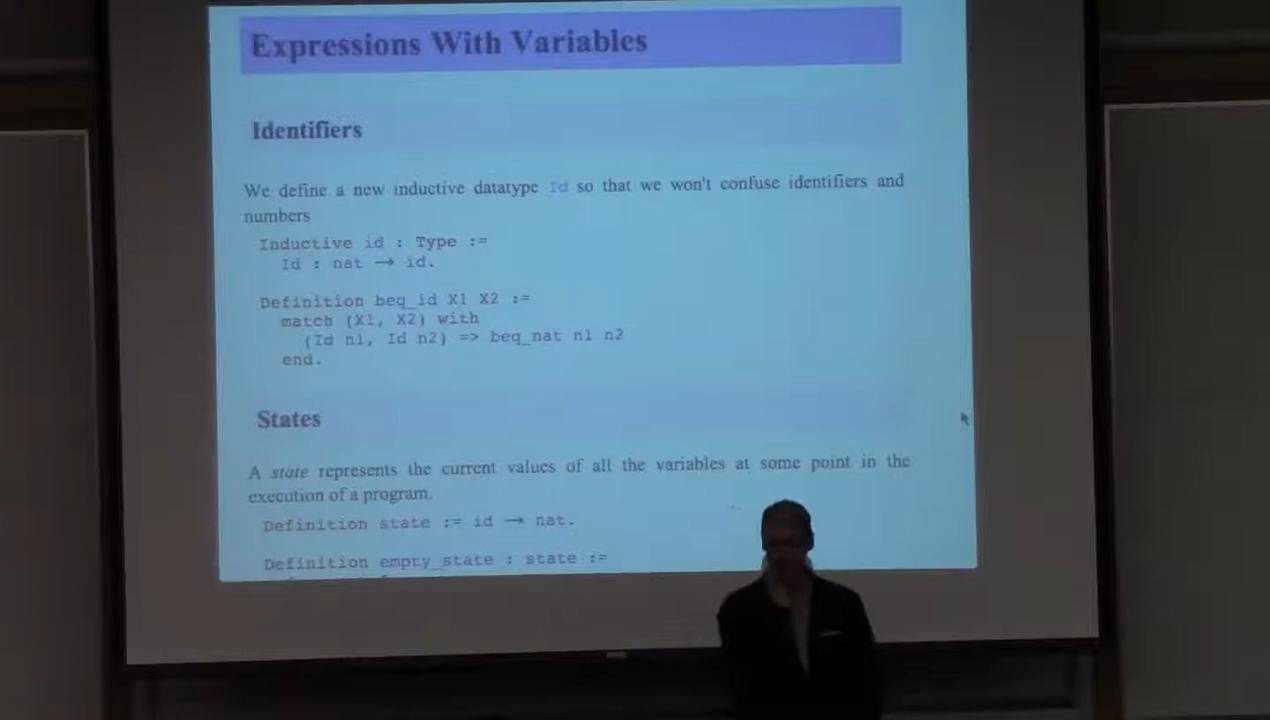 Expressions With Variables
Identifiers
We define a new inductive datatype Id so that we won't confuse identifiers and
numbers
Inductive id : Type :=
Id : nat → id.
Definition beq_id X1 X2 :=
match (X1, X2) with
(Id n1, Id n2) => beq_nat n1 n2
end.
States
A state represents the current values of all the variables at some point in the
execution of a program.
Definition state := id → nat.
Definition empty_state : state :=